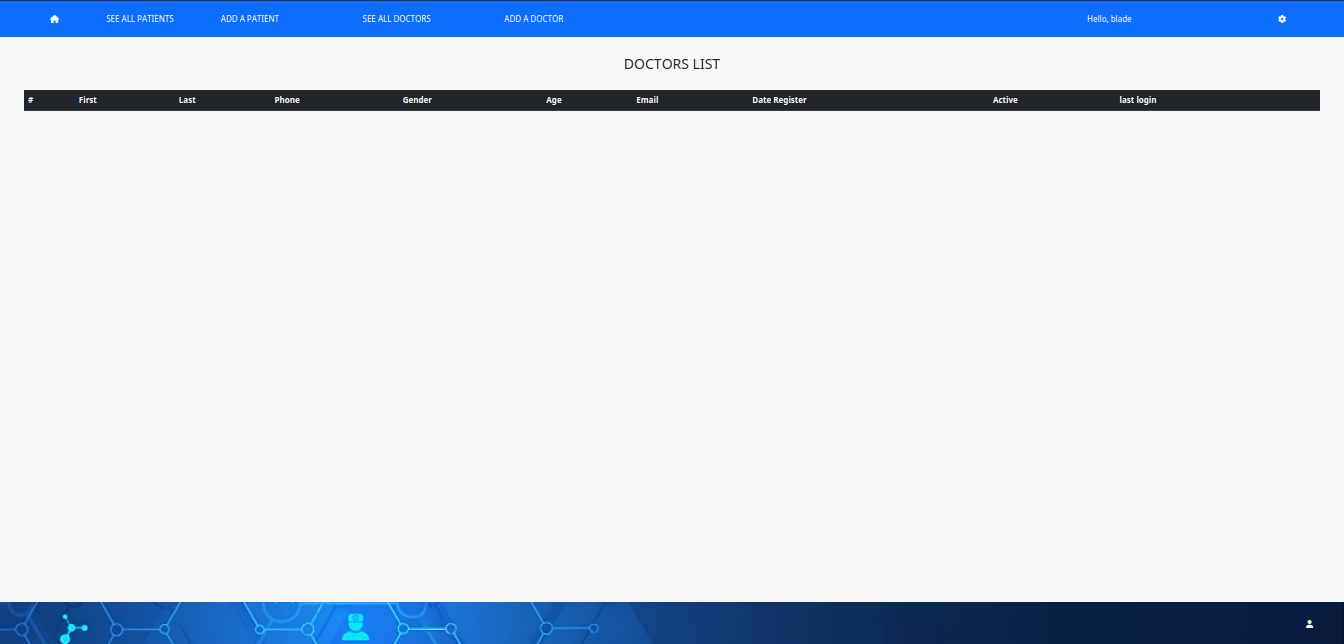 SEE ALL PATIENTS ADD A PATIENT SEE ALL DOCTORS ADD A DOCTOR Hello, blade
DOCTORS LIST
# First Last Phone Gender Age Email Date Register Active last login